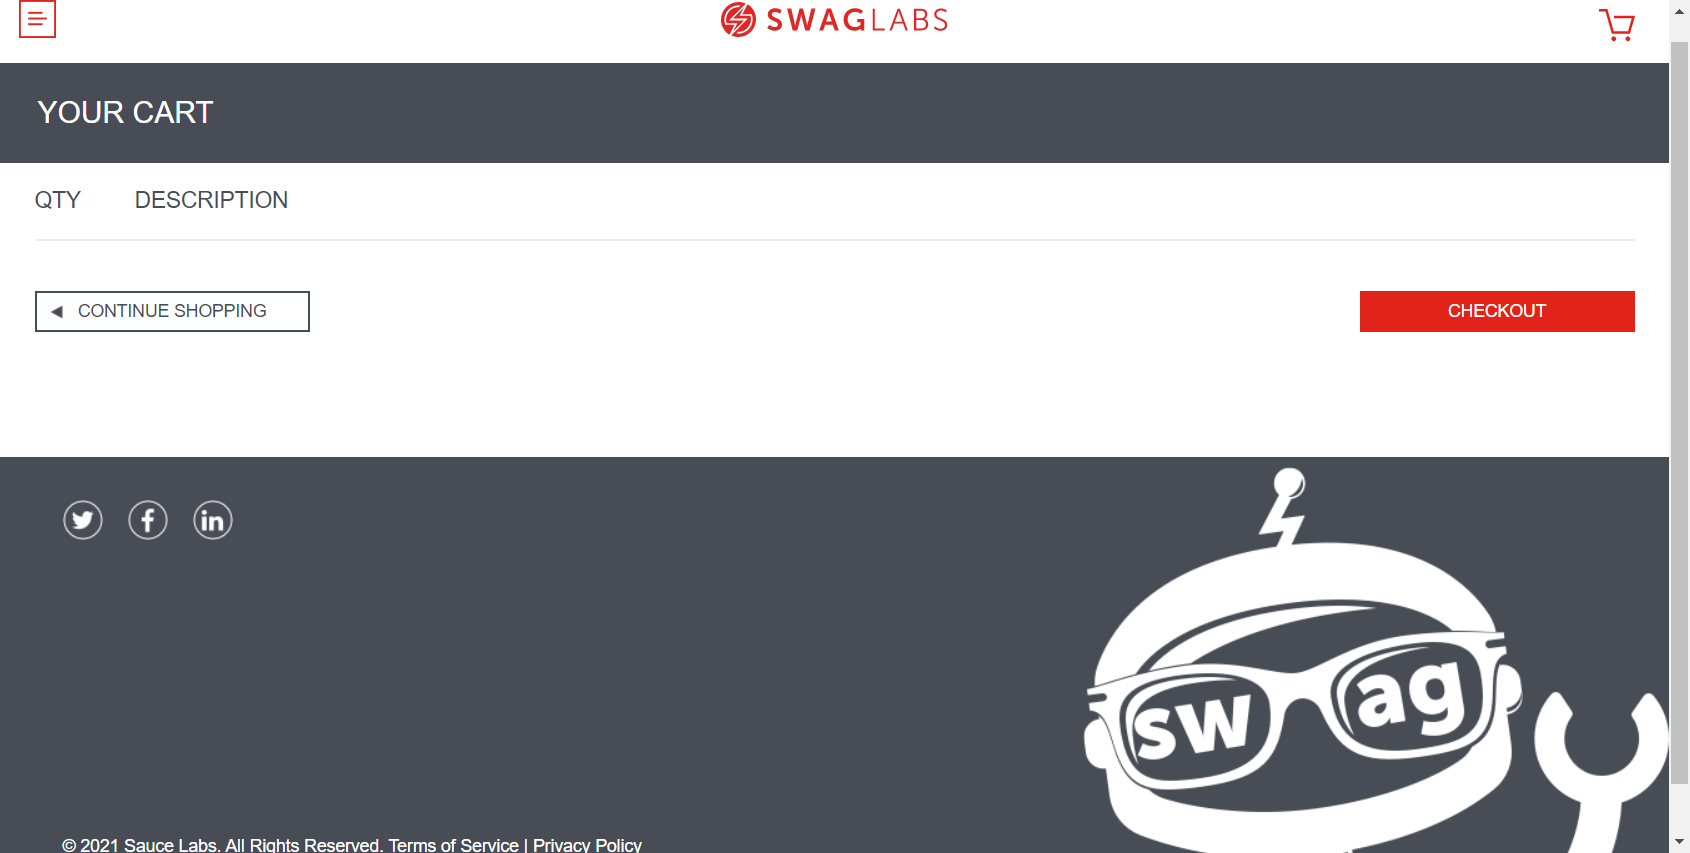 SWAGLABS
YOUR CART
QTY DESCRIPTION
CONTINUE SHOPPING CHECKOUT
sw ag
© 2021 Sauce Labs. All Rights Reserved. Terms of Service | Privacy Policy